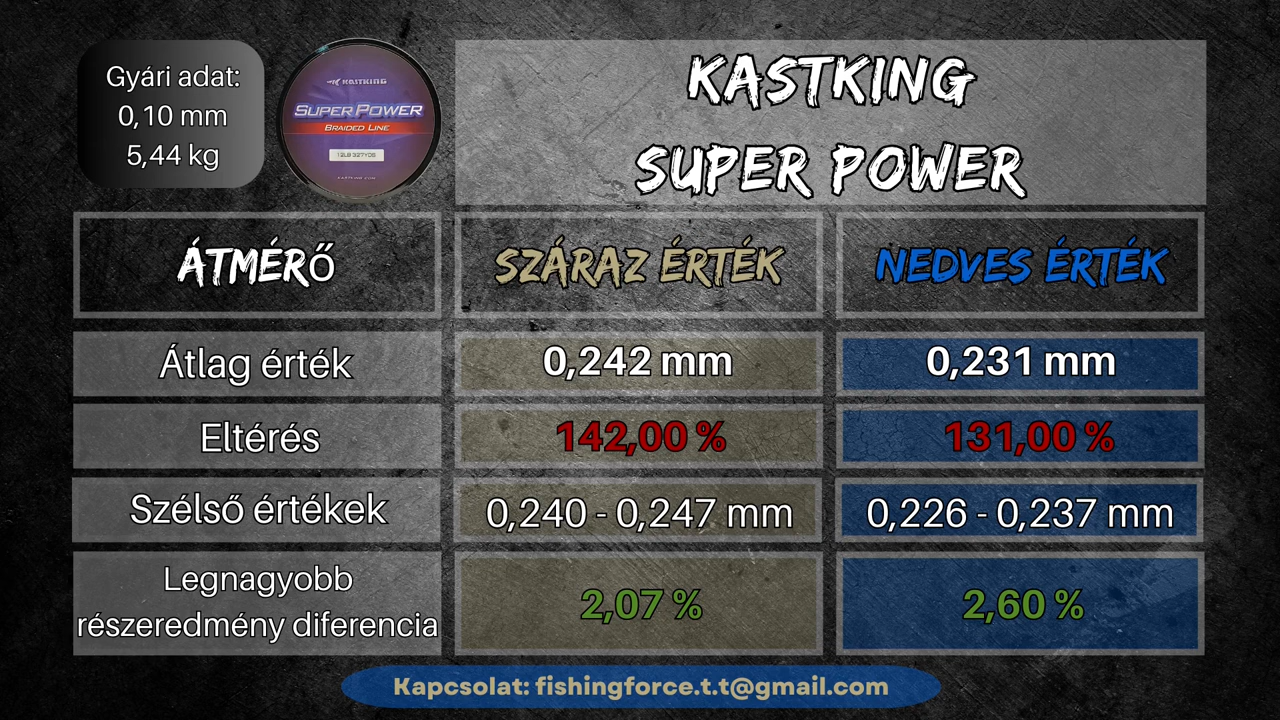 Gyári adat:
0,10 mm
5,44 kg
KASTKING
SUPER POWER
BRAIDED LINE
12LB 327YDS
KASTKING
SUPER POWER
ÁTMÉRŐ
SZÁRAZ ÉRTÉK
NEDVES ÉRTÉK
Átlag érték
0,242 mm
0,231 mm
Eltérés
142,00 %
131,00 %
Szélső értékek
0,240 - 0,247 mm
0,226 - 0,237 mm
Legnagyobb
részeredmény diferencia
2,07 %
2,60 %
Kapcsolat: fishingforce.t.t@gmail.com